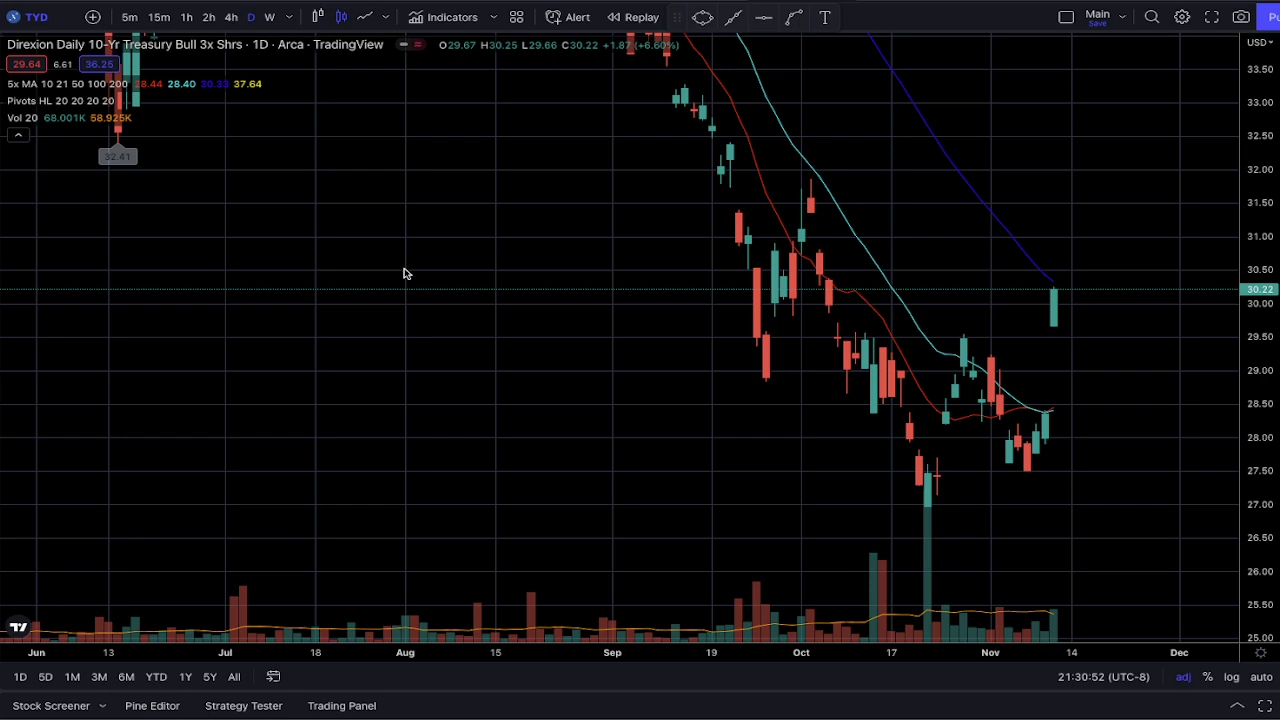 TYD 5m 15m 1h 2h 4h D W Indicators Alert Replay T Main Save Pu
Direxion Daily 10-Yr Treasury Bull 3x Shrs · 1D · Arca · TradingView O29.67 H30.25 L29.66 C30.22 +1.87 (+6.60%) USD
29.64 6.61 36.25
5x MA 10 21 50 100 200 28.44 28.40 30.33 37.64
Pivots HL 20 20 20 20
Vol 20 68.001K 58.925K
32.41
33.50
33.00
32.50
32.00
31.50
31.00
30.50
30.22
30.00
29.50
29.00
28.50
28.00
27.50
27.00
26.50
26.00
25.50
25.00
Jun 13 Jul 18 Aug 15 Sep 19 Oct 17 Nov 14 Dec
1D 5D 1M 3M 6M YTD 1Y 5Y All 21:30:52 (UTC-8) adj % log auto
Stock Screener Pine Editor Strategy Tester Trading Panel